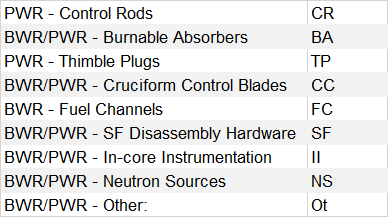 PWR - Control Rods CR
BWR/PWR - Burnable Absorbers BA
PWR - Thimble Plugs TP
BWR/PWR - Cruciform Control Blades CC
BWR - Fuel Channels FC
BWR/PWR - SF Disassembly Hardware SF
BWR/PWR - In-core Instrumentation II
BWR/PWR - Neutron Sources NS
BWR/PWR - Other: Ot